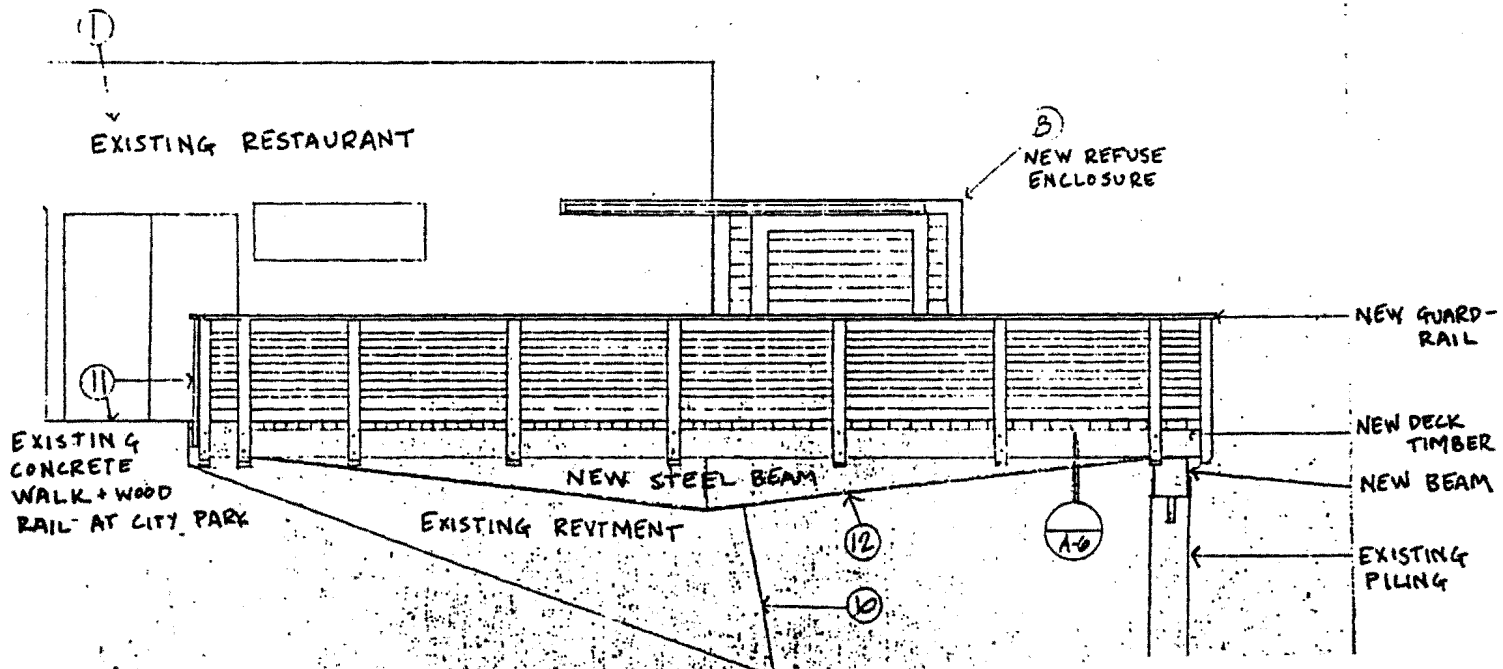 1
EXISTING RESTAURANT
3
NEW REFUSE
ENCLOSURE
NEW GUARD-
RAIL
11
EXISTING
CONCRETE
WALK + WOOD
RAIL AT CITY PARK
NEW DECK
TIMBER
NEW STEEL BEAM
NEW BEAM
EXISTING REVTMENT
12
A-6
EXISTING
PILING
10